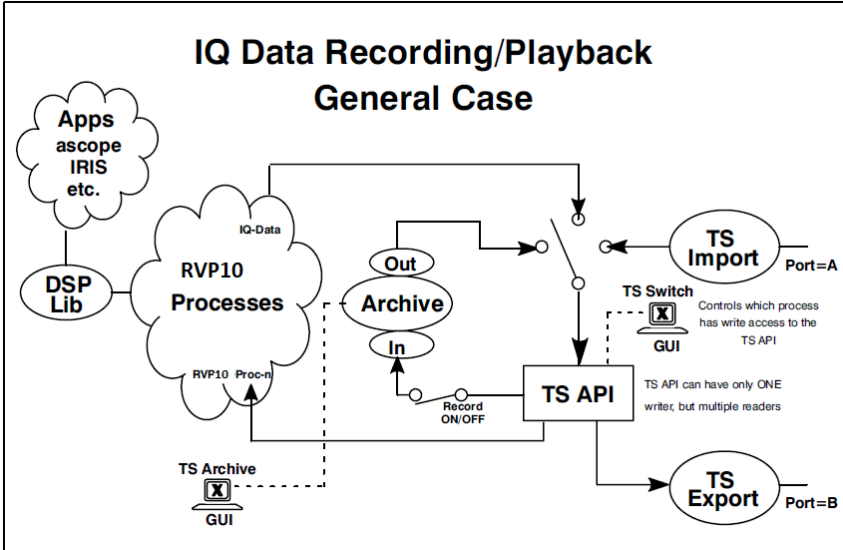 IQ Data Recording/Playback
General Case
Apps
ascope
IRIS
etc.
IQ-Data
RVP10
Processes
DSP
Lib
RVP10 Proc-n
Out
Archive
In
Record
ON/OFF
TS
Import
Port=A
TS Switch
X
GUI
Controls which process
has write access to the
TS API
TS API
TS API can have only ONE
writer, but multiple readers
TS Archive
X
GUI
TS
Export
Port=B